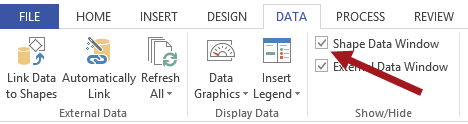 FILE HOME INSERT DESIGN DATA PROCESS REVIEW
Link Data
to Shapes
Automatically
Link
Refresh
All
External Data
Data
Graphics
Insert
Legend
Display Data
Shape Data Window
External Data Window
Show/Hide